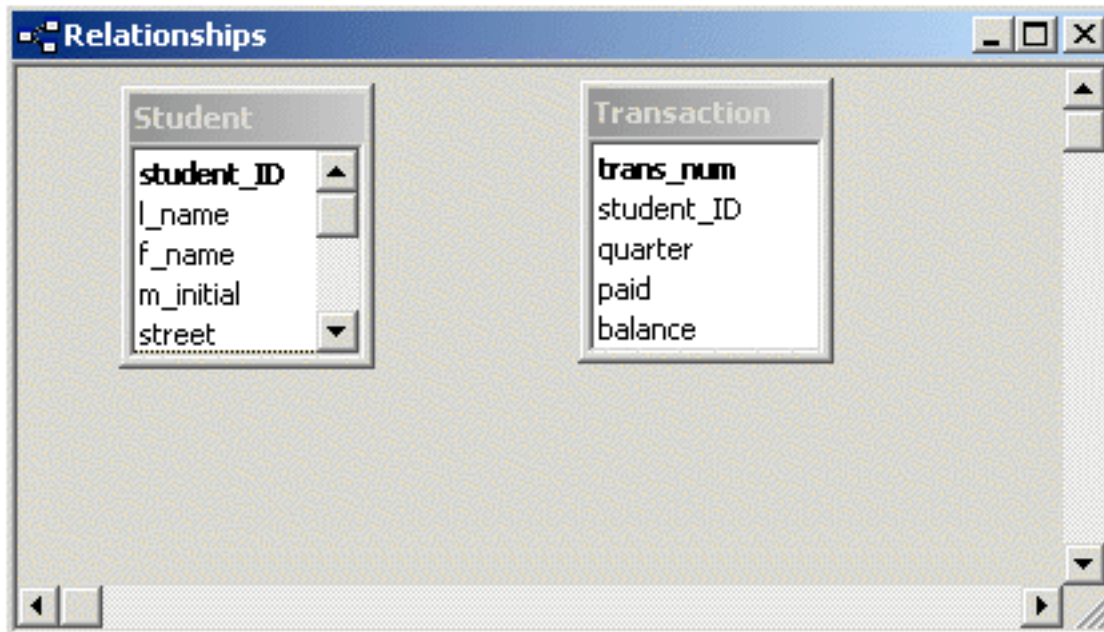 Relationships
Student
student_ID
l_name
f_name
m_initial
street
Transaction
trans_num
student_ID
quarter
paid
balance